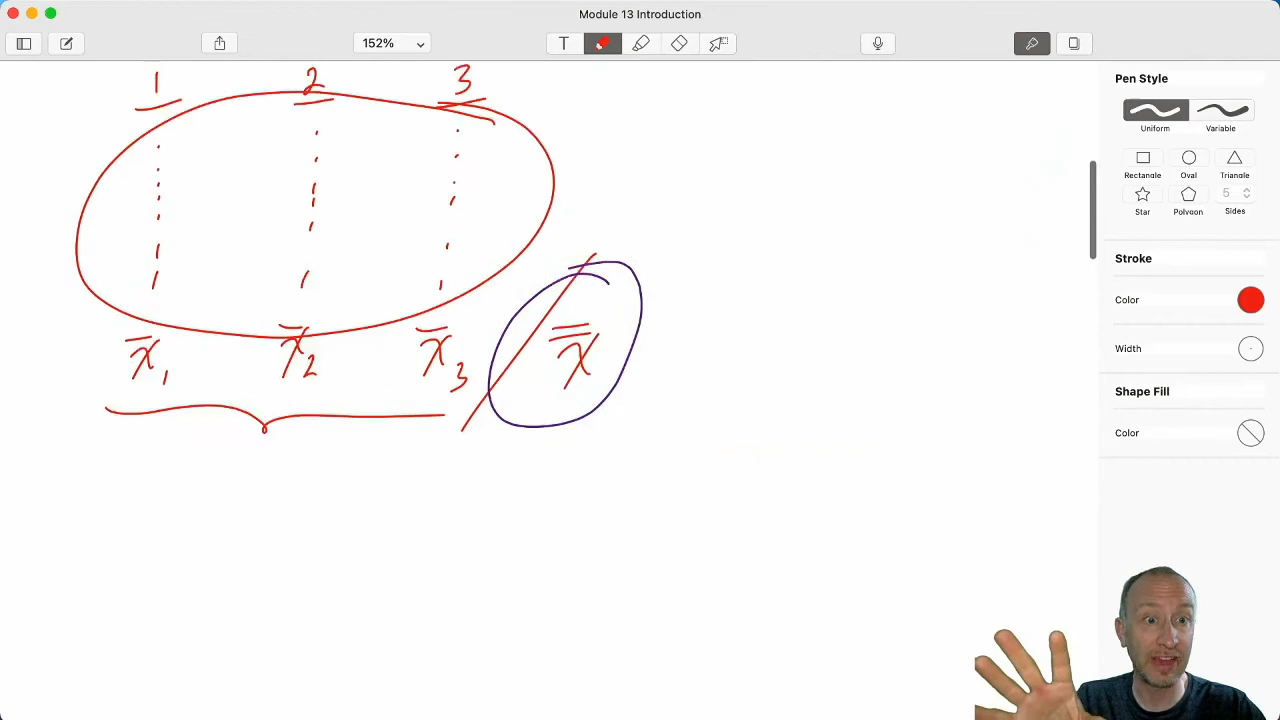 Module 13 Introduction
152%
T
Pen Style
Uniform Variable
Rectangle Oval Triangle
5
Star Polygon Sides
Stroke
Color
Width
Shape Fill
Color
1 2 3
x̄₁ x̄₂ x̄₃ x̿